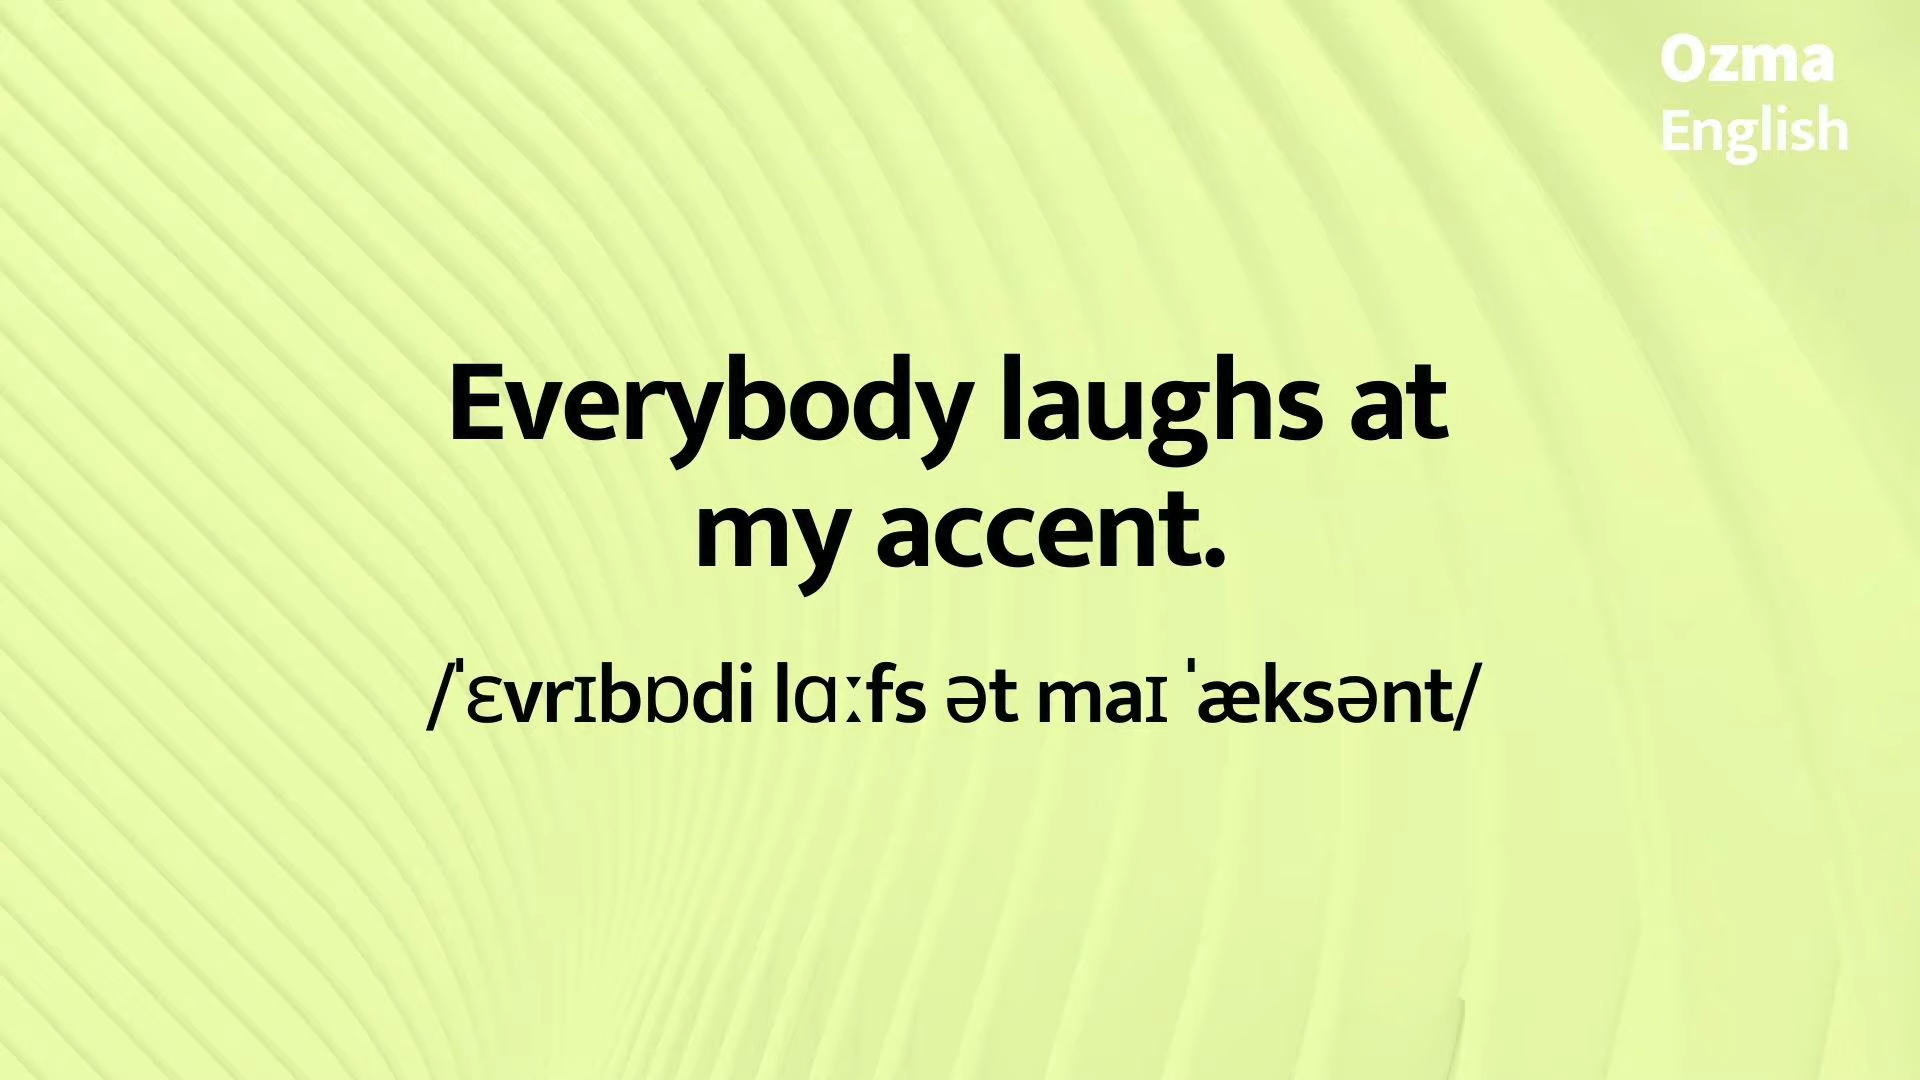 Ozma
English
Everybody laughs at
my accent.
/ˈɛvrɪbɒdi lɑːfs ət maɪ ˈæksənt/